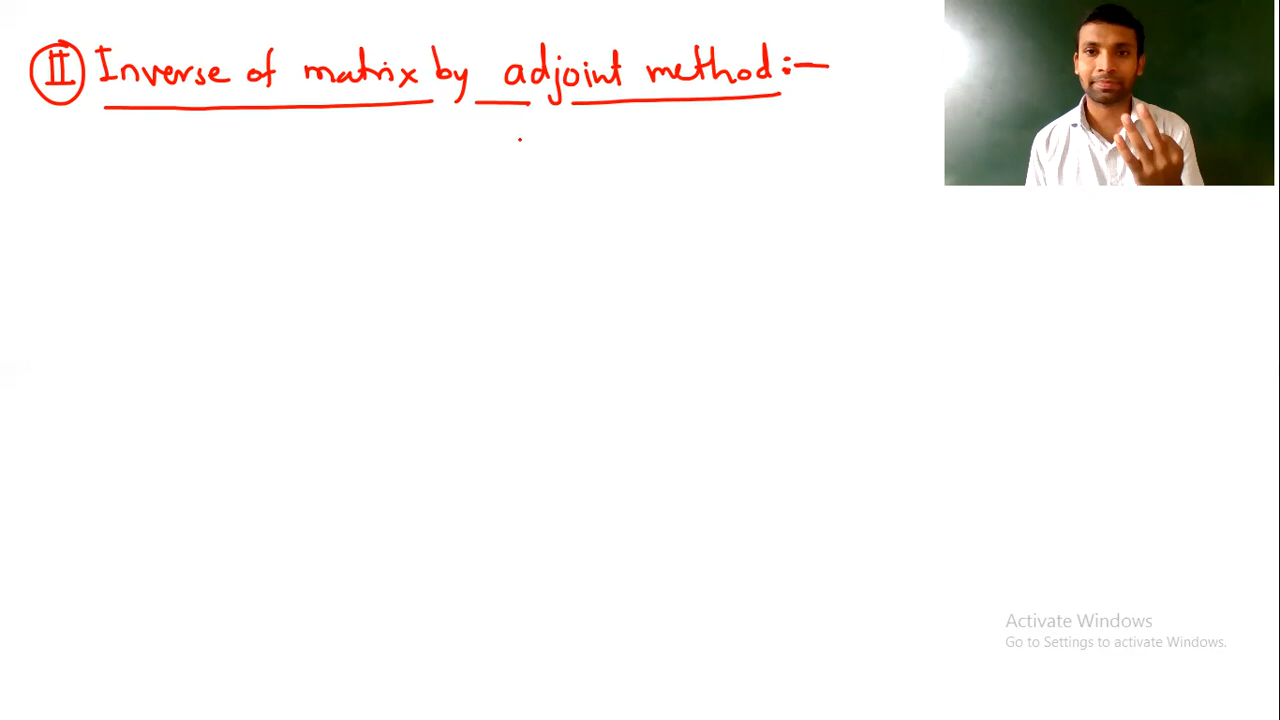 II Inverse of matrix by adjoint method:-
Activate Windows
Go to Settings to activate Windows.